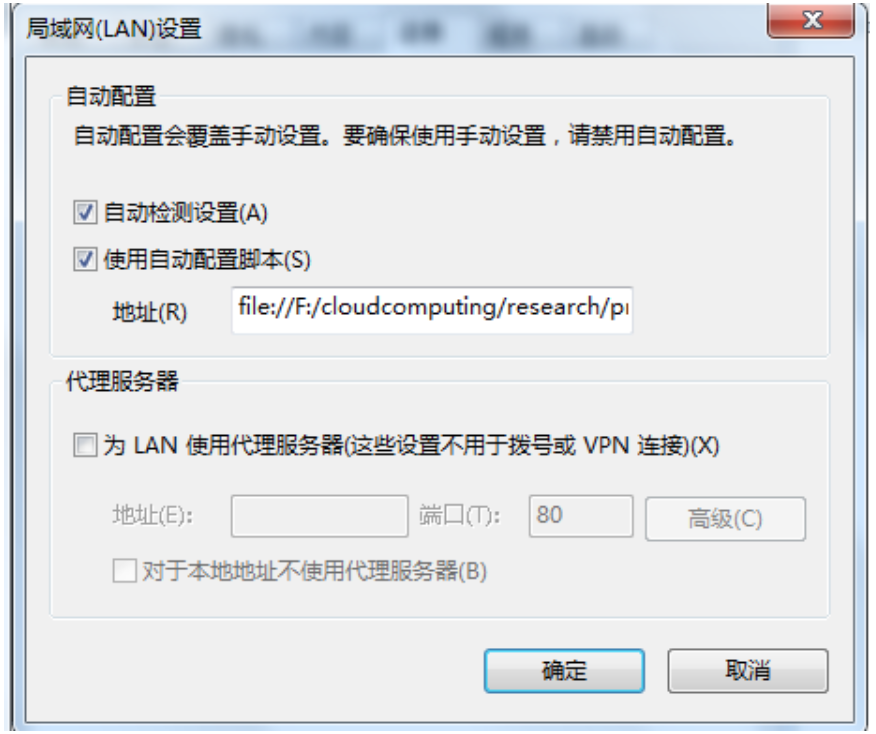 局域网(LAN)设置
自动配置
自动配置会覆盖手动设置。要确保使用手动设置，请禁用自动配置。
自动检测设置(A)
使用自动配置脚本(S)
地址(R) file://F:/cloudcomputing/research/p
代理服务器
为 LAN 使用代理服务器(这些设置不用于拨号或 VPN 连接)(X)
地址(E): 端口(T): 80 高级(C)
对于本地地址不使用代理服务器(B)
确定 取消